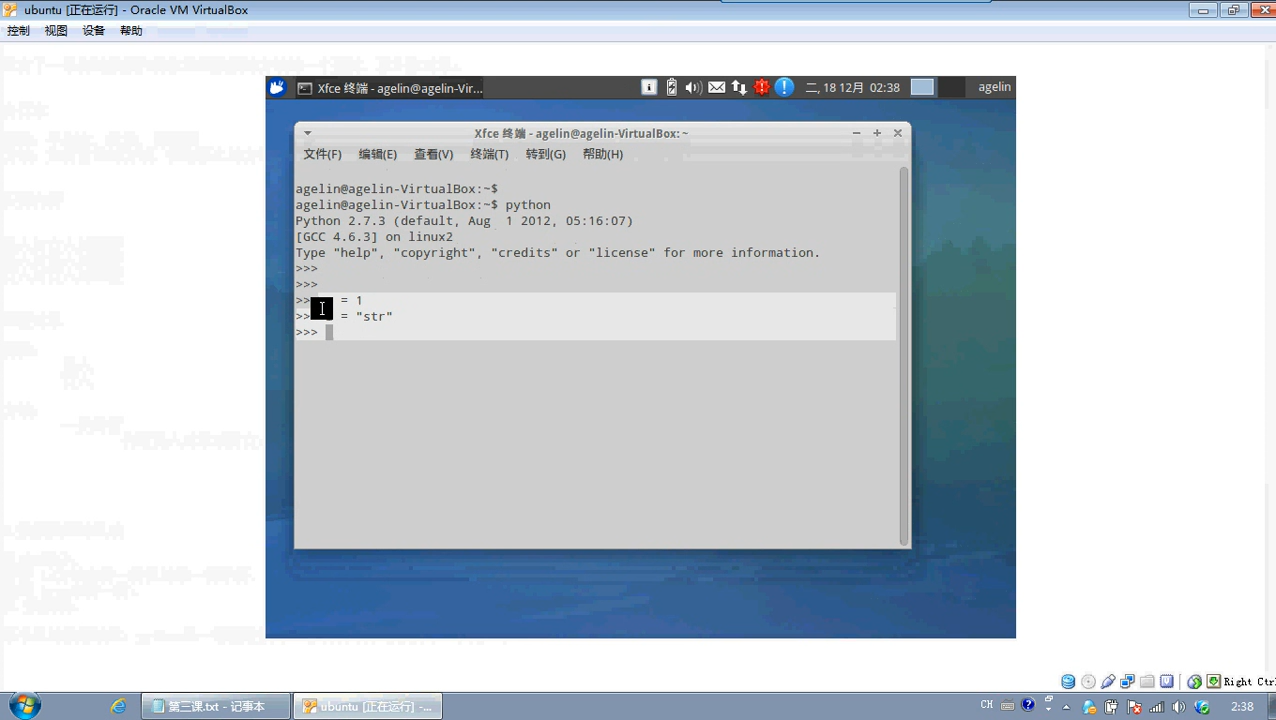 ubuntu [正在运行] - Oracle VM VirtualBox
控制 视图 设备 帮助
Xfce 终端 - agelin@agelin-Vir...
二, 18 12月 02:38
agelin
Xfce 终端 - agelin@agelin-VirtualBox: ~
文件(F) 编辑(E) 查看(V) 终端(T) 转到(G) 帮助(H)
agelin@agelin-VirtualBox:~$
agelin@agelin-VirtualBox:~$ python
Python 2.7.3 (default, Aug  1 2012, 05:16:07)
[GCC 4.6.3] on linux2
Type "help", "copyright", "credits" or "license" for more information.
>>>
>>>
>> = 1
>> = "str"
>>>
Right Ctrl
第三课.txt - 记事本
ubuntu [正在运行] -...
CH
2:38